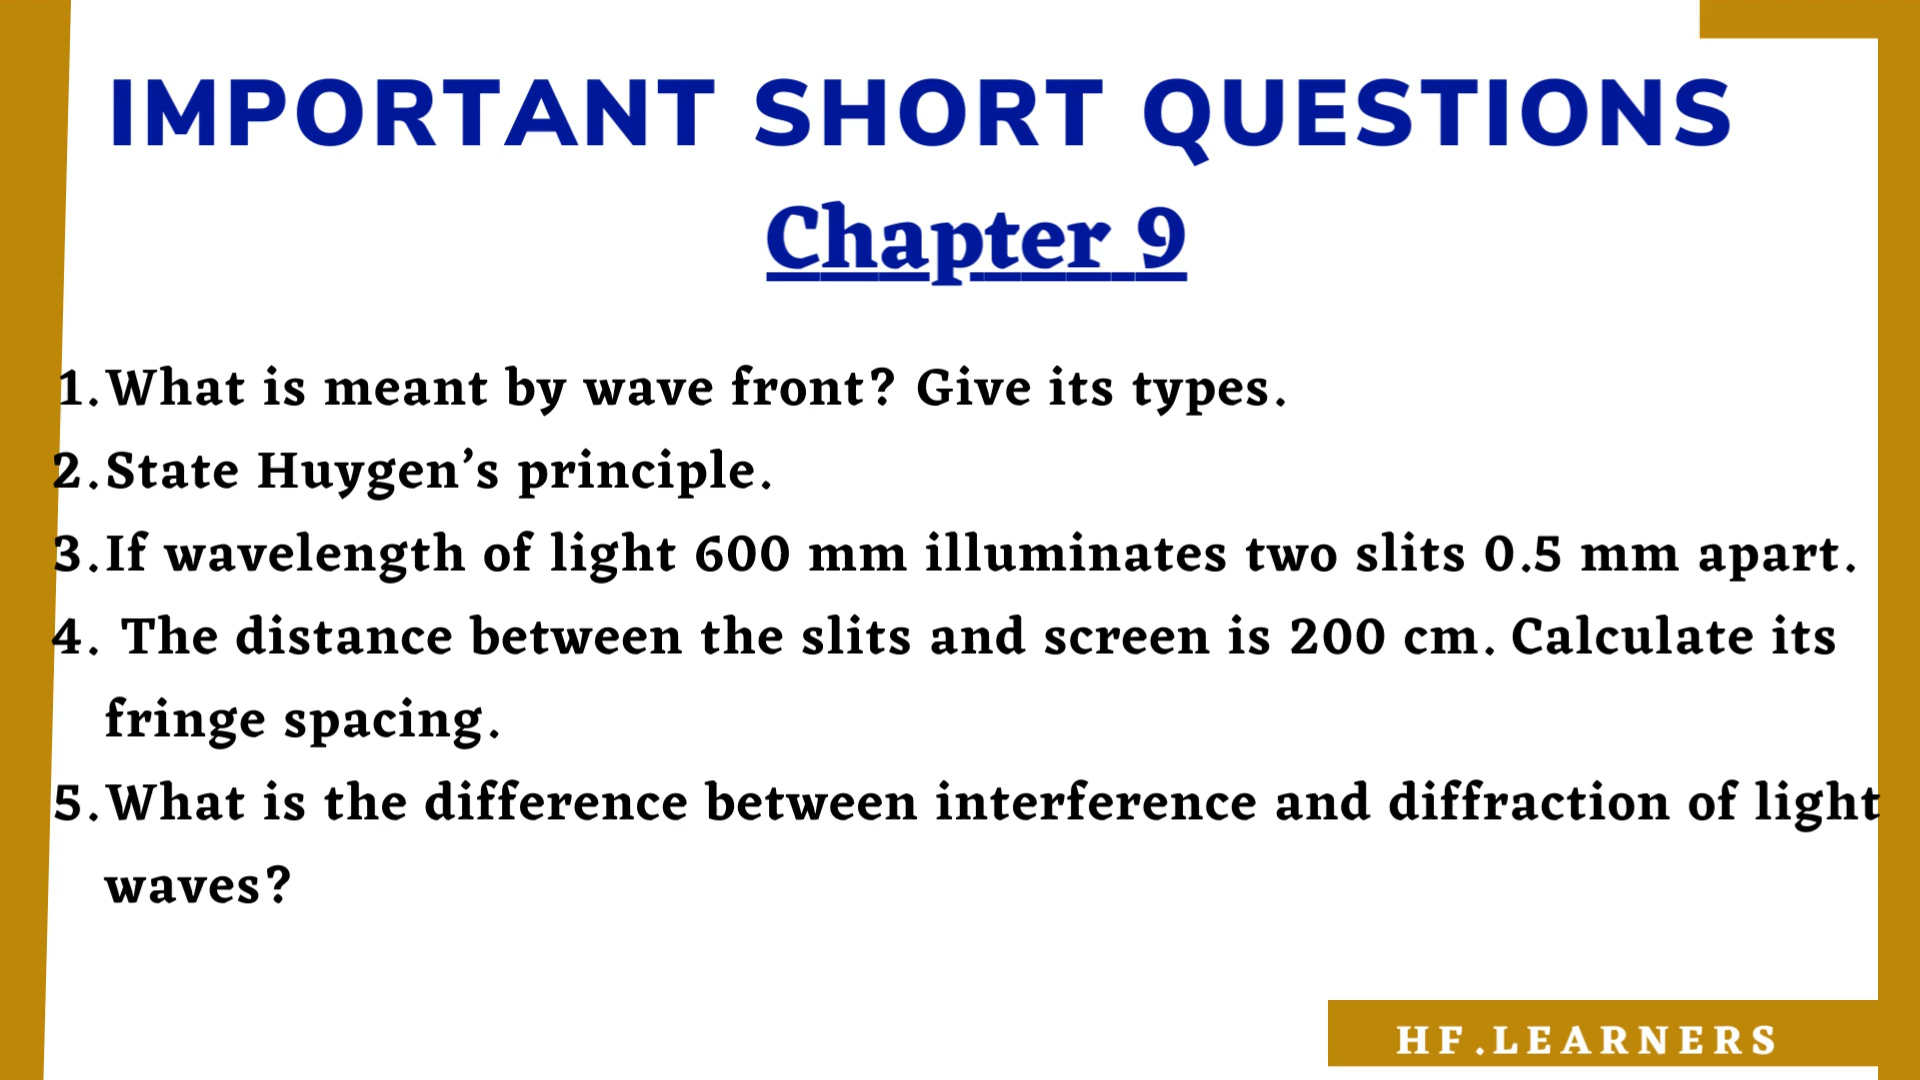 IMPORTANT SHORT QUESTIONS
Chapter 9
1. What is meant by wave front? Give its types.
2. State Huygen’s principle.
3. If wavelength of light 600 mm illuminates two slits 0.5 mm apart.
4. The distance between the slits and screen is 200 cm. Calculate its
fringe spacing.
5. What is the difference between interference and diffraction of light
waves?
HF.LEARNERS